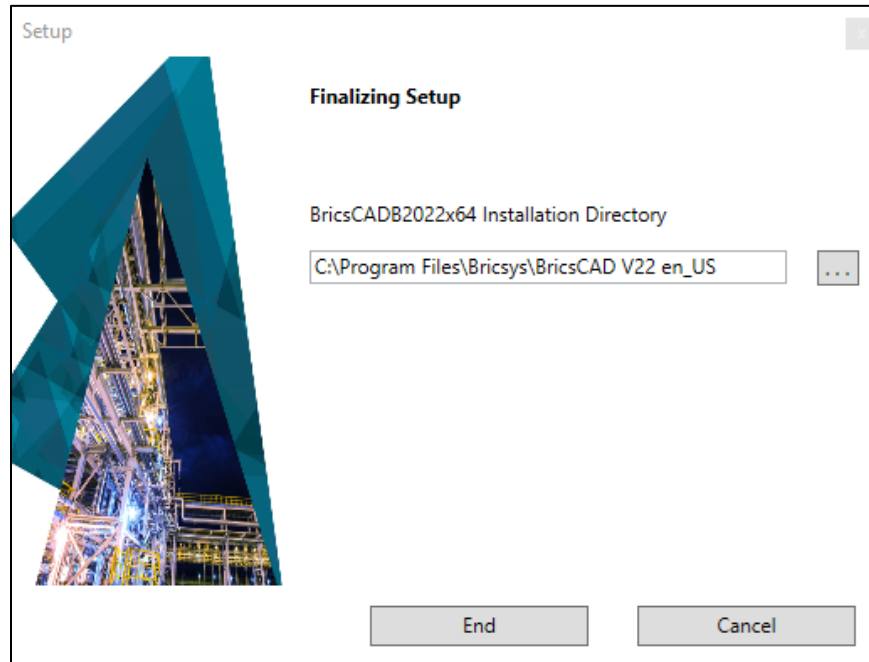 Setup
x
Finalizing Setup
BricsCADB2022x64 Installation Directory
C:\Program Files\Bricsys\BricsCAD V22 en_US
...
End
Cancel